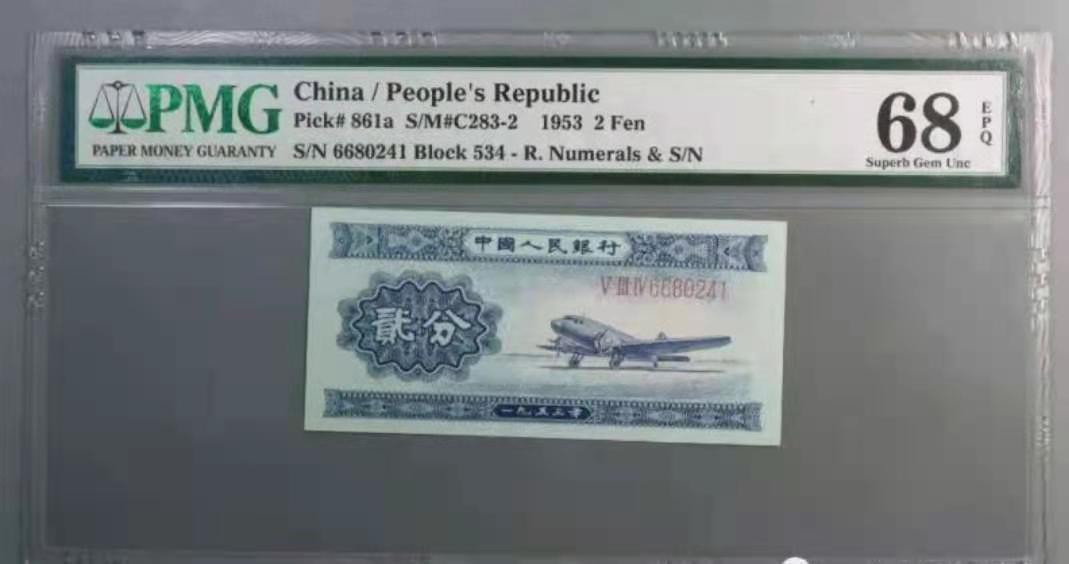 PMG
PAPER MONEY GUARANTY
China / People's Republic
Pick# 861a S/M#C283-2 1953 2 Fen
S/N 6680241 Block 534 - R. Numerals & S/N
68
EPQ
Superb Gem Unc
中國人民銀行
V III IV 6680241
貳分
一九五三年